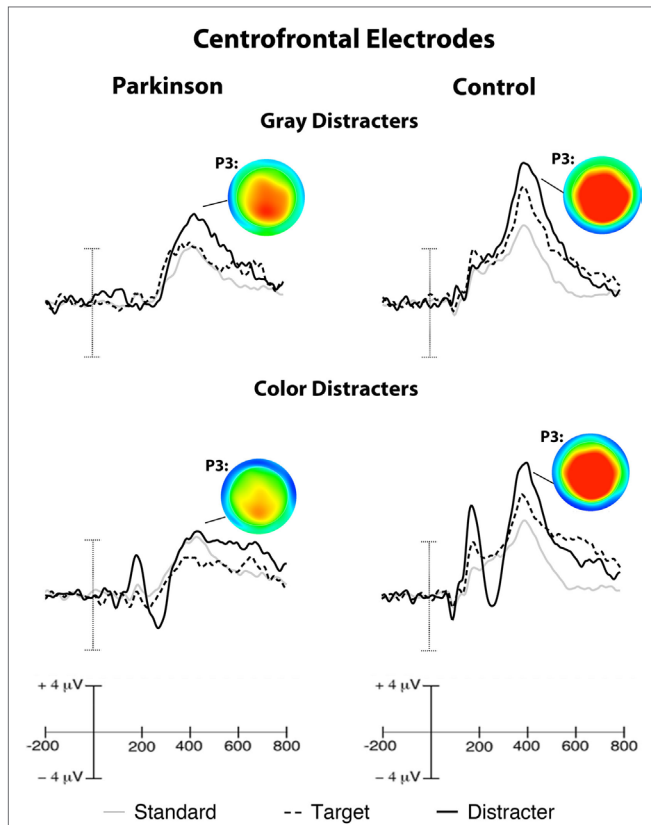 Centrofrontal Electrodes
Parkinson Control
Gray Distracters
P3: P3:
Color Distracters
P3: P3:
+ 4 µV + 4 µV
-200 200 400 600 800 -200 200 400 600 800
– 4 µV – 4 µV
Standard Target Distracter